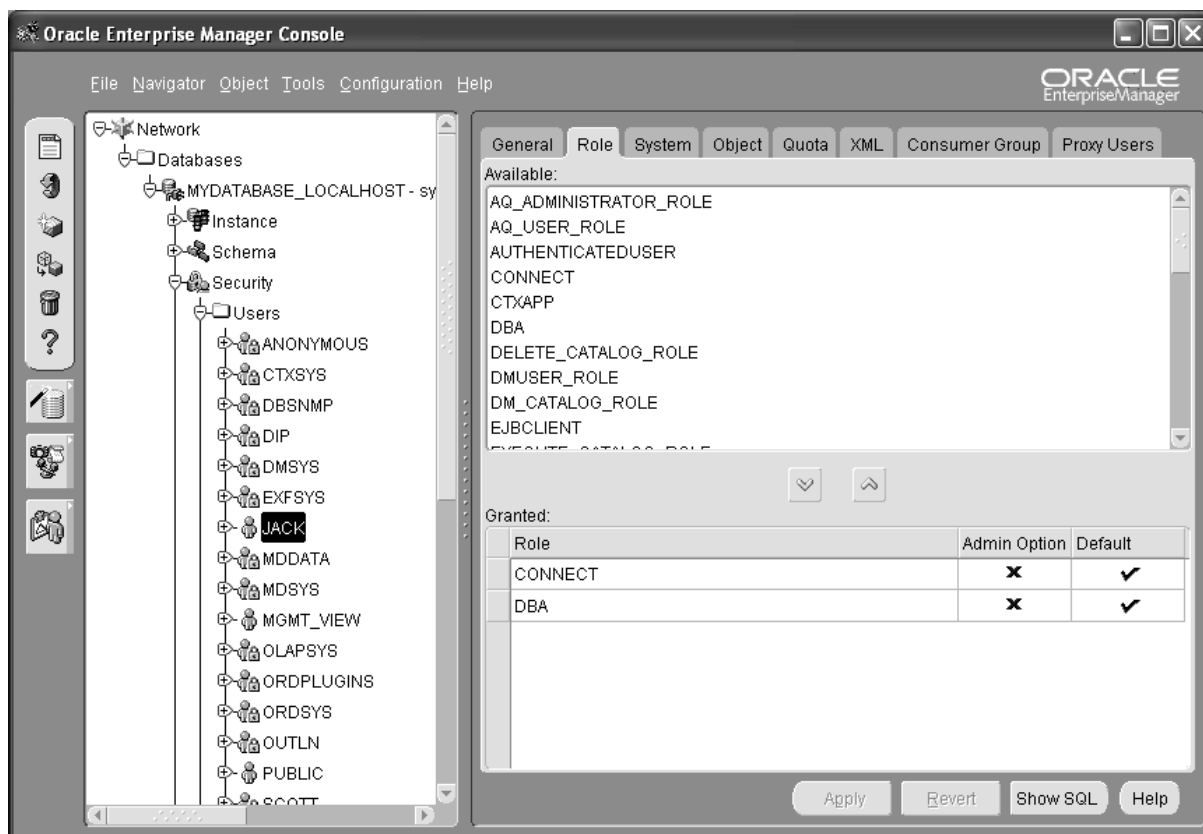 Oracle Enterprise Manager Console
File Navigator Object Tools Configuration Help
ORACLE
EnterpriseManager
Network
Databases
MYDATABASE_LOCALHOST - sy
Instance
Schema
Security
Users
ANONYMOUS
CTXSYS
DBSNMP
DIP
DMSYS
EXFSYS
JACK
MDDATA
MDSYS
MGMT_VIEW
OLAPSYS
ORDPLUGINS
ORDSYS
OUTLN
PUBLIC
SCOTT
General Role System Object Quota XML Consumer Group Proxy Users
Available:
AQ_ADMINISTRATOR_ROLE
AQ_USER_ROLE
AUTHENTICATEDUSER
CONNECT
CTXAPP
DBA
DELETE_CATALOG_ROLE
DMUSER_ROLE
DM_CATALOG_ROLE
EJBCLIENT
EXECUTE_CATALOG_ROLE
Granted:
Role Admin Option Default
CONNECT
DBA
Apply Revert Show SQL Help